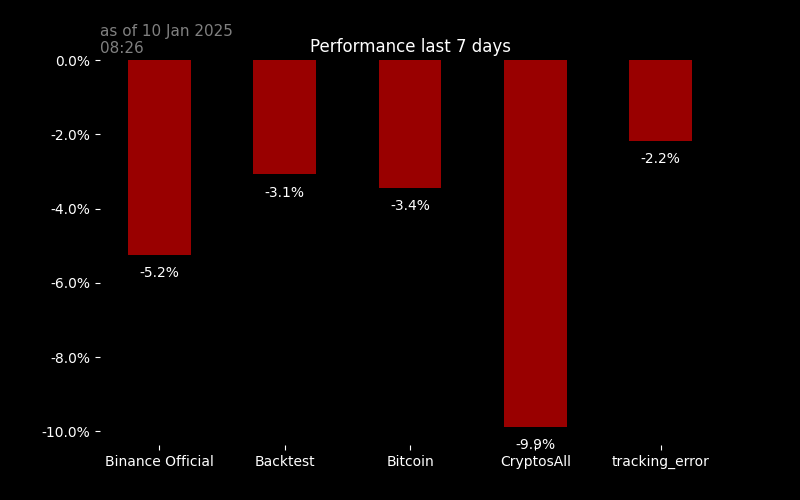 as of 10 Jan 2025
08:26
Performance last 7 days
0.0%
-2.0%
-4.0%
-6.0%
-8.0%
-10.0%
-5.2%
-3.1%
-3.4%
-9.9%
-2.2%
Binance Official
Backtest
Bitcoin
CryptosAll
tracking_error